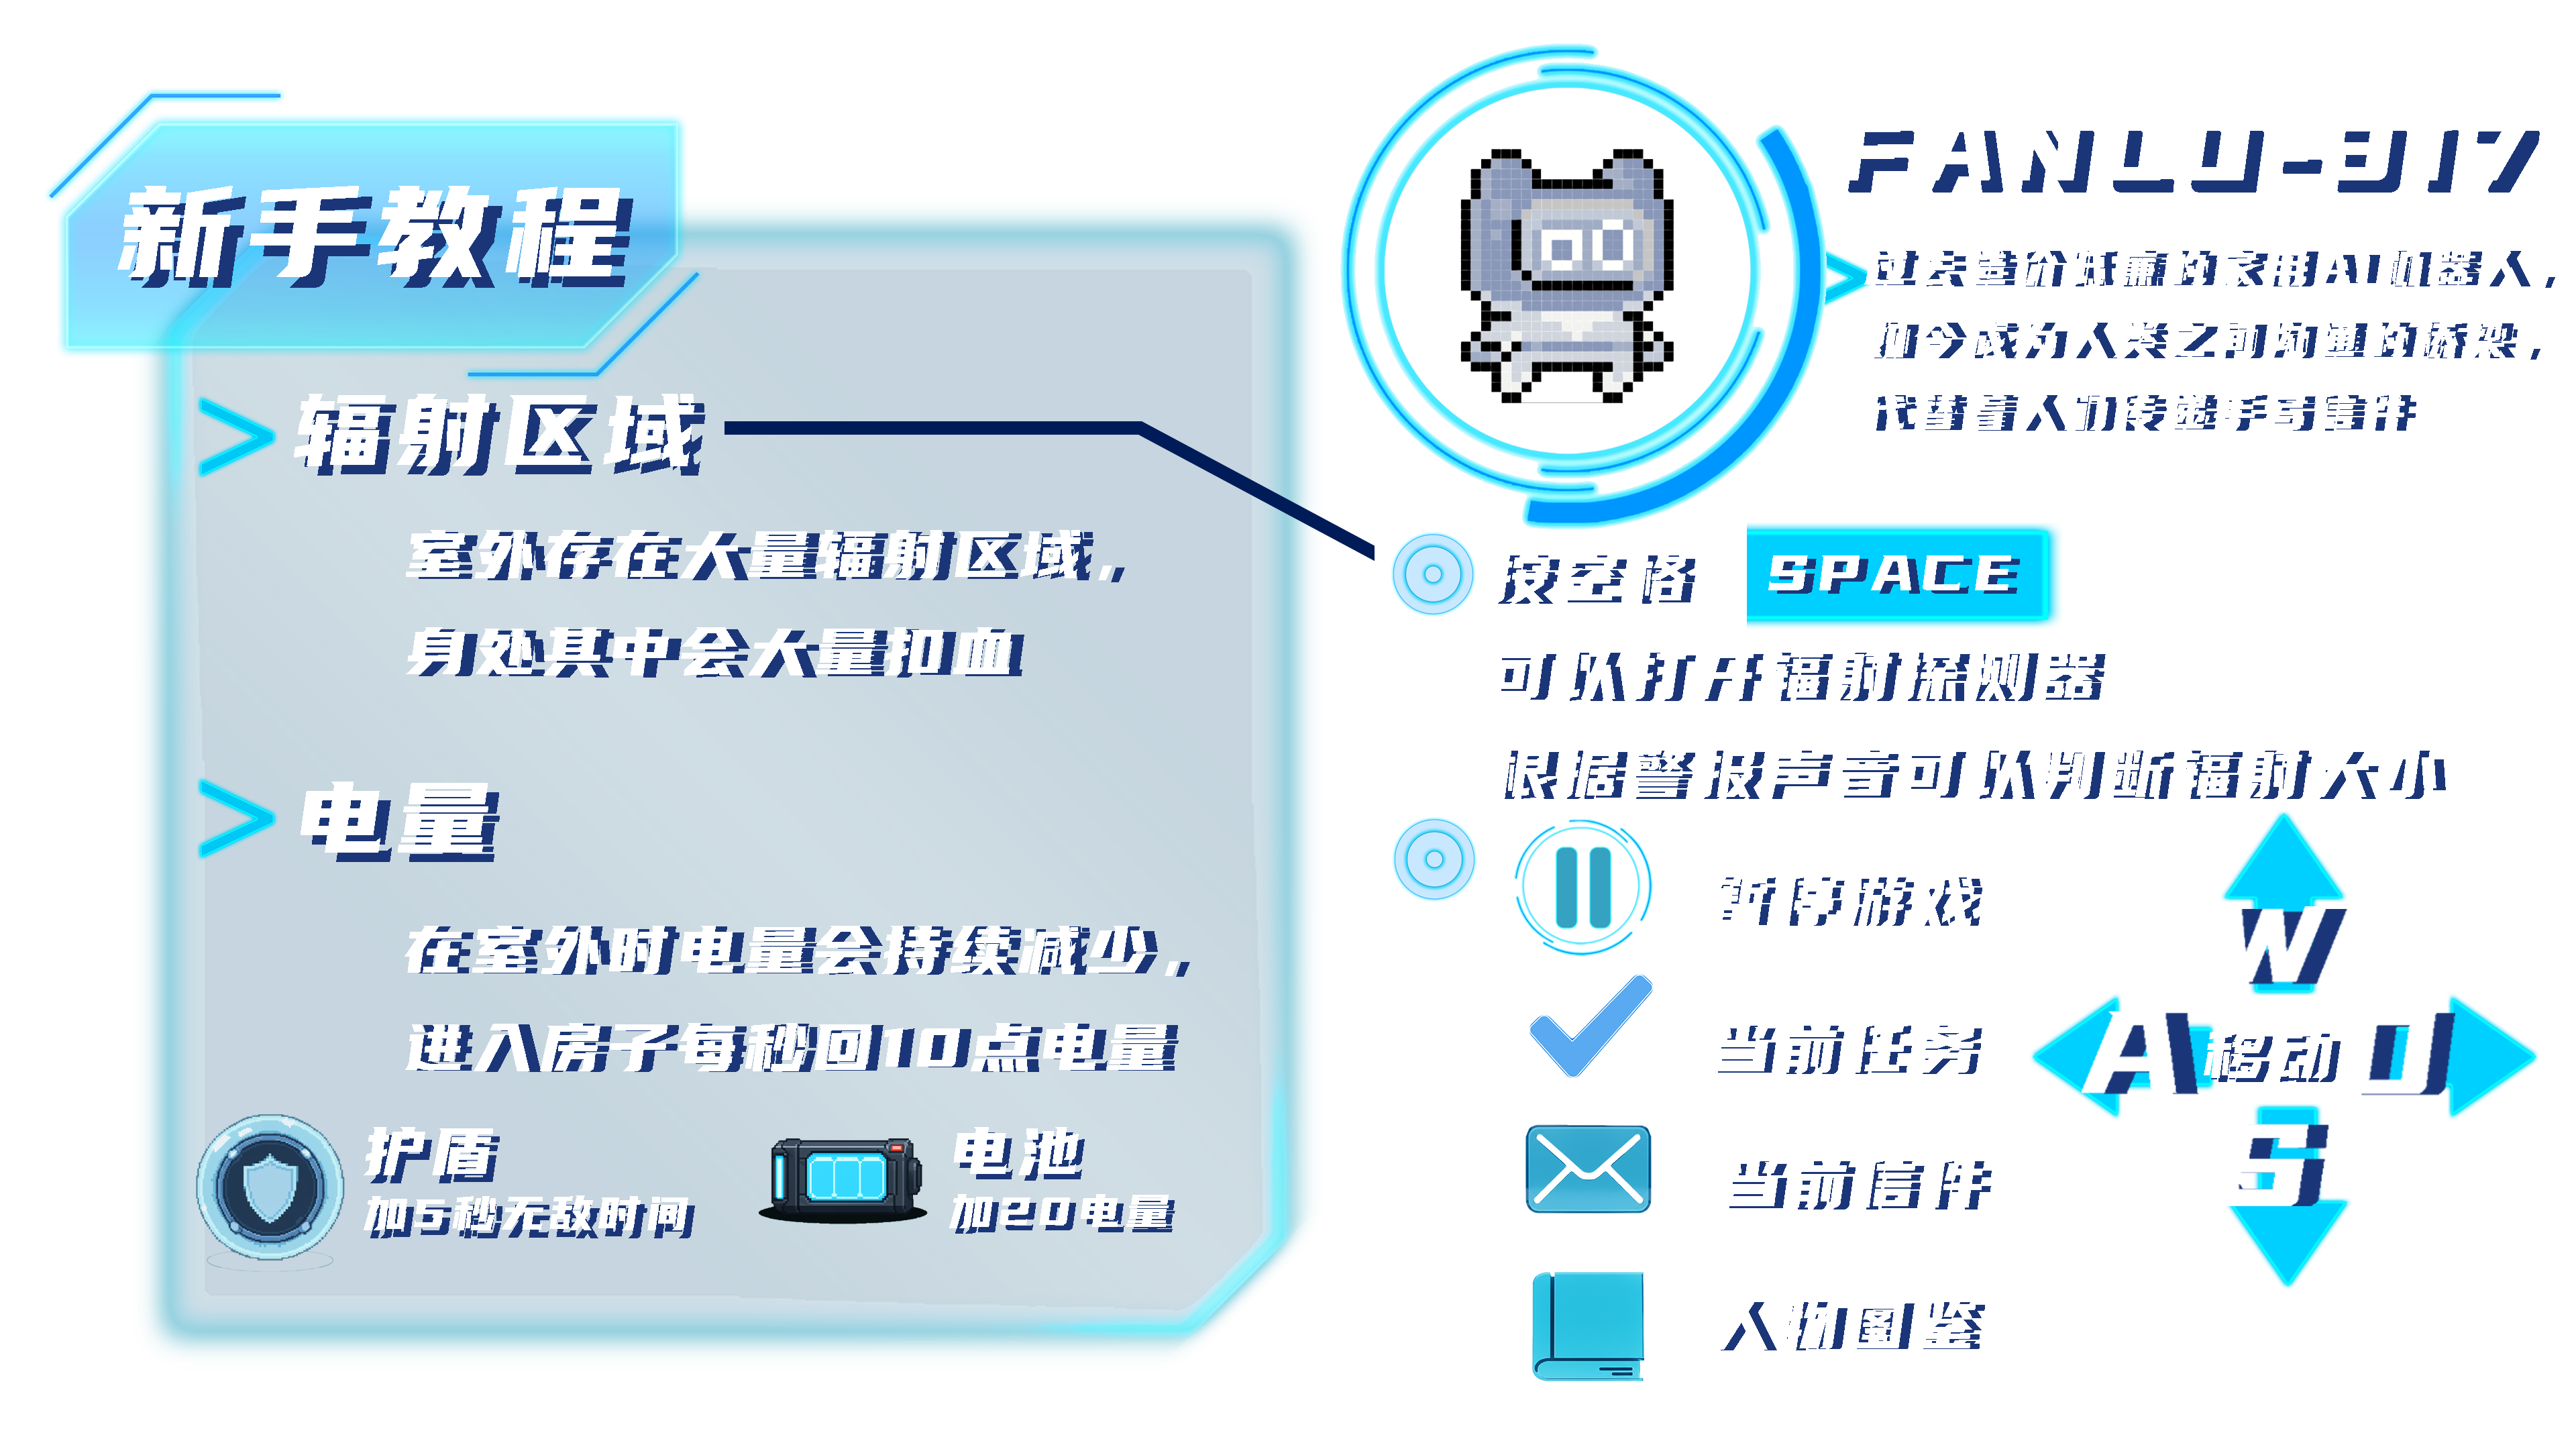 新手教程
辐射区域
室外存在大量辐射区域，
身处其中会大量扣血
电量
在室外时电量会持续减少，
进入房子每秒回10点电量
护盾
加5秒无敌时间
电池
加20电量
FANLU-917
过去造价低廉的家用AI机器人，
如今成为人类之间沟通的桥梁，
代替着人力传递手写信件
按空格 SPACE
可以打开辐射探测器
根据警报声音可以判断辐射大小
暂停游戏
当前任务
当前信件
人物图鉴
W
A 移动 D
S